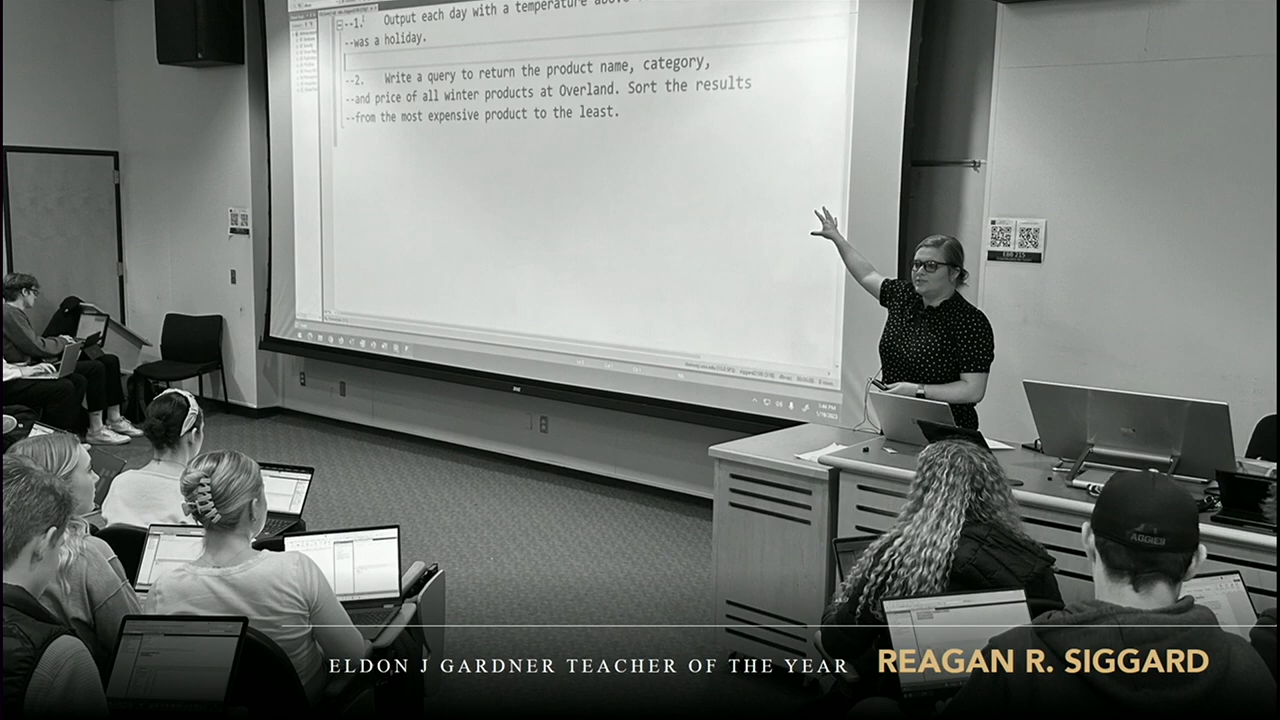 --1. Output each day with a temperature above
--was a holiday.
--2. Write a query to return the product name, category,
--and price of all winter products at Overland. Sort the results
--from the most expensive product to the least.
EBB 215
AGGIES
ELDON J GARDNER TEACHER OF THE YEAR REAGAN R. SIGGARD